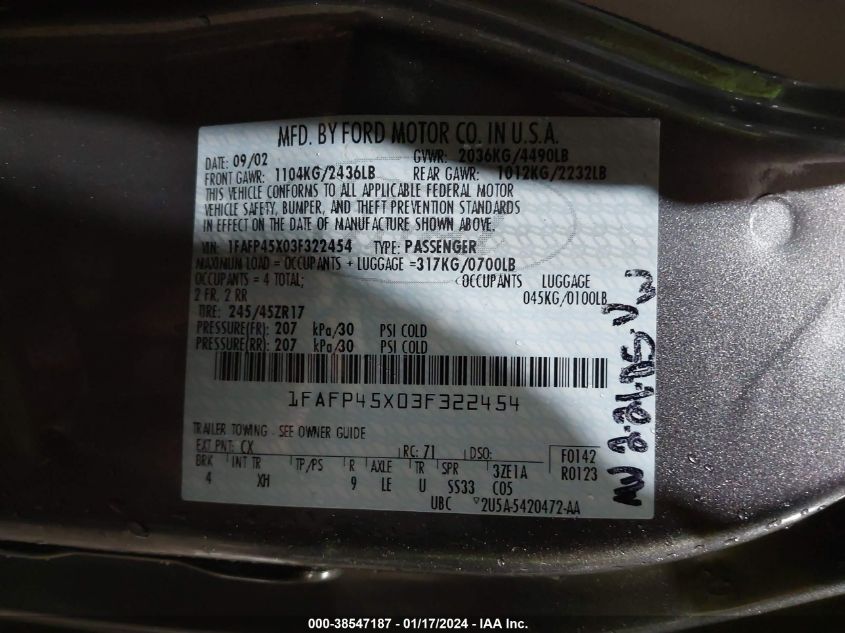 MFD. BY FORD MOTOR CO. IN U.S.A.
DATE: 09/02 GVWR: 2036KG/4490LB
FRONT GAWR: 1104KG/2436LB REAR GAWR: 1012KG/2232LB
THIS VEHICLE CONFORMS TO ALL APPLICABLE FEDERAL MOTOR
VEHICLE SAFETY, BUMPER, AND THEFT PREVENTION STANDARDS
IN EFFECT ON THE DATE OF MANUFACTURE SHOWN ABOVE.
VIN: 1FAFP45X03F322454 TYPE: PASSENGER
MAXIMUM LOAD = OCCUPANTS + LUGGAGE =317KG/0700LB
OCCUPANTS = 4 TOTAL; OCCUPANTS LUGGAGE
2 FR, 2 RR 045KG/0100LB
TIRE: 245/45ZR17
PRESSURE(FR): 207 kPa/30 PSI COLD
PRESSURE(RR): 207 kPa/30 PSI COLD
1FAFP45X03F322454
TRAILER TOWING - SEE OWNER GUIDE
EXT PNT: CX RC: 71 DSO: F0142
BRK INT TR TP/PS R AXLE TR SPR 3ZE1A R0123
4 XH 9 LE U SS33 C05
UBC 2U5A-5420472-AA
000-38547187 - 01/17/2024 - IAA Inc.